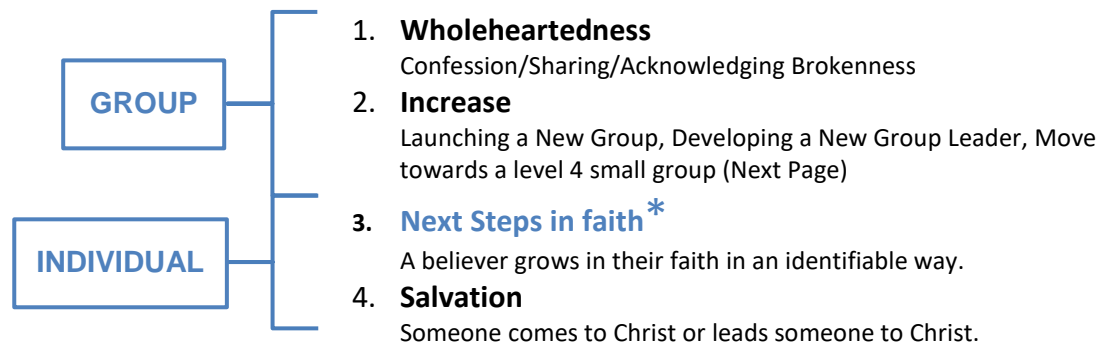 GROUP
1. Wholeheartedness
Confession/Sharing/Acknowledging Brokenness
2. Increase
Launching a New Group, Developing a New Group Leader, Move
towards a level 4 small group (Next Page)
INDIVIDUAL
3. Next Steps in faith*
A believer grows in their faith in an identifiable way.
4. Salvation
Someone comes to Christ or leads someone to Christ.